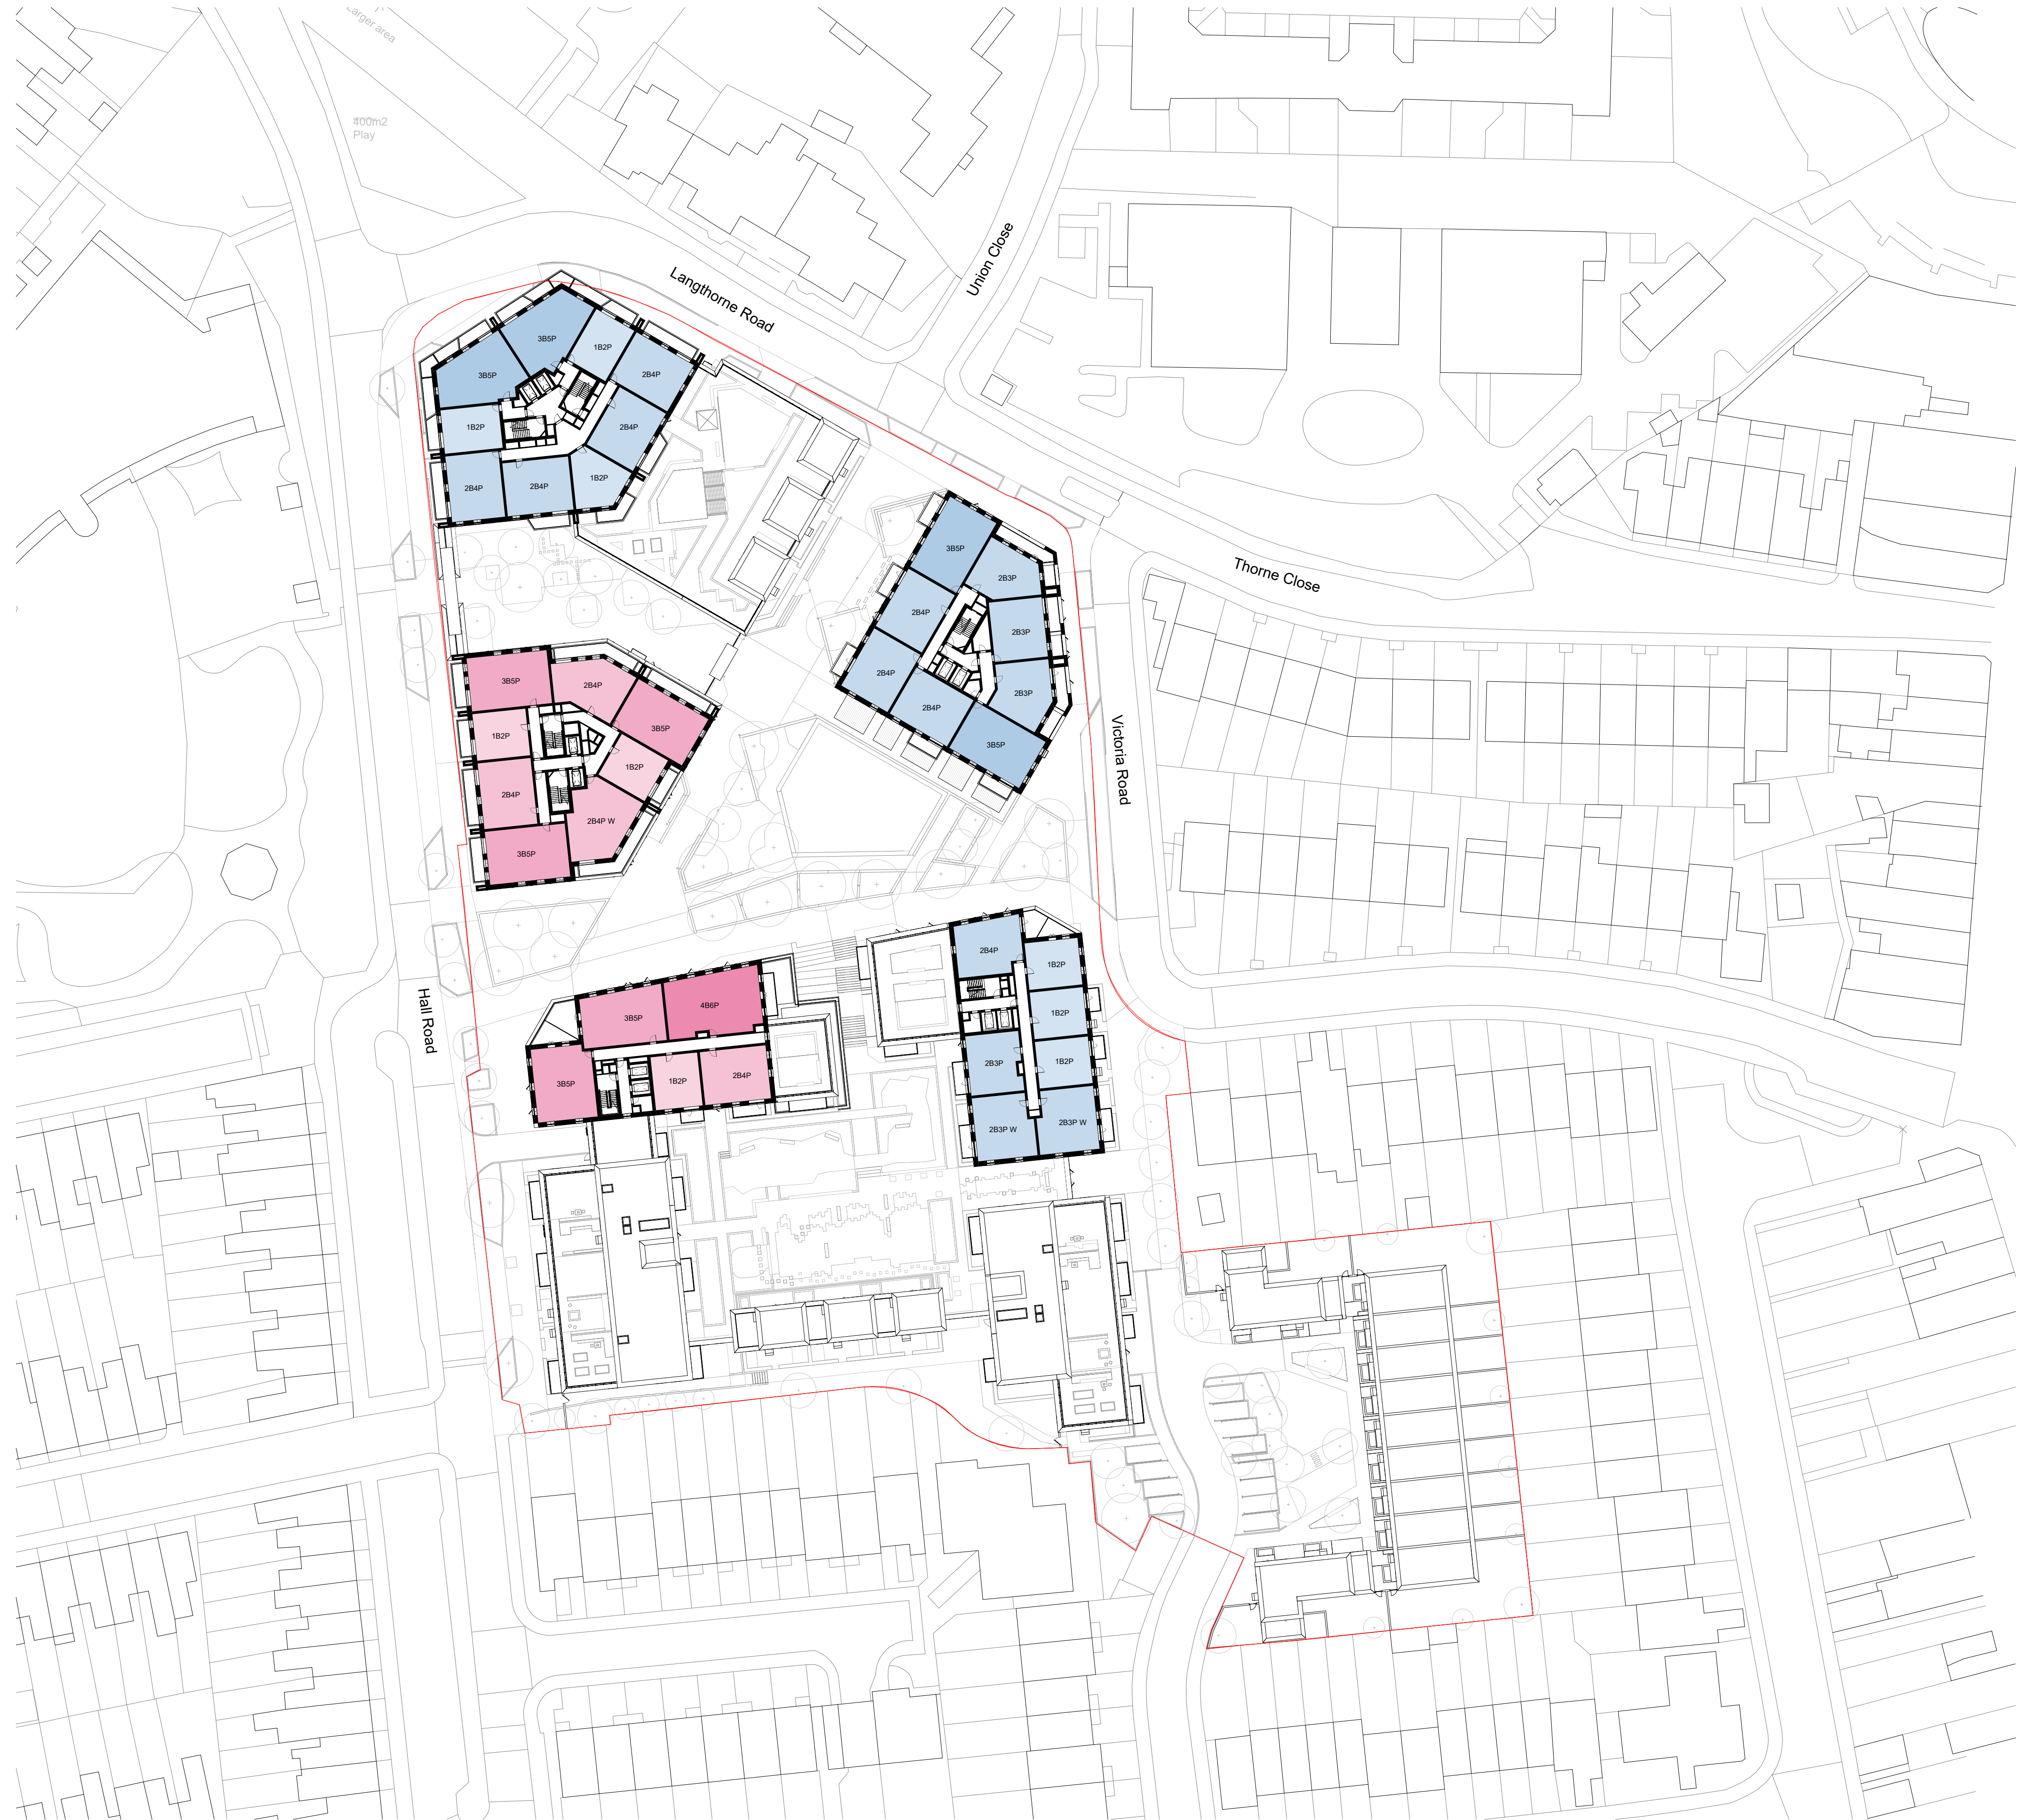 Larger area
400m2
Play
Union Close
Langthorne Road
3B5P
1B2P
3B5P
2B4P
1B2P
2B4P
2B4P
2B4P
1B2P
3B5P
2B3P
2B4P
2B3P
2B4P
2B3P
2B4P
3B5P
Thorne Close
Victoria Road
3B5P
2B4P
3B5P
1B2P
1B2P
2B4P
2B4P W
3B5P
Hall Road
3B5P
4B6P
3B5P
1B2P
2B4P
2B4P
1B2P
1B2P
2B3P
1B2P
2B3P W
2B3P W